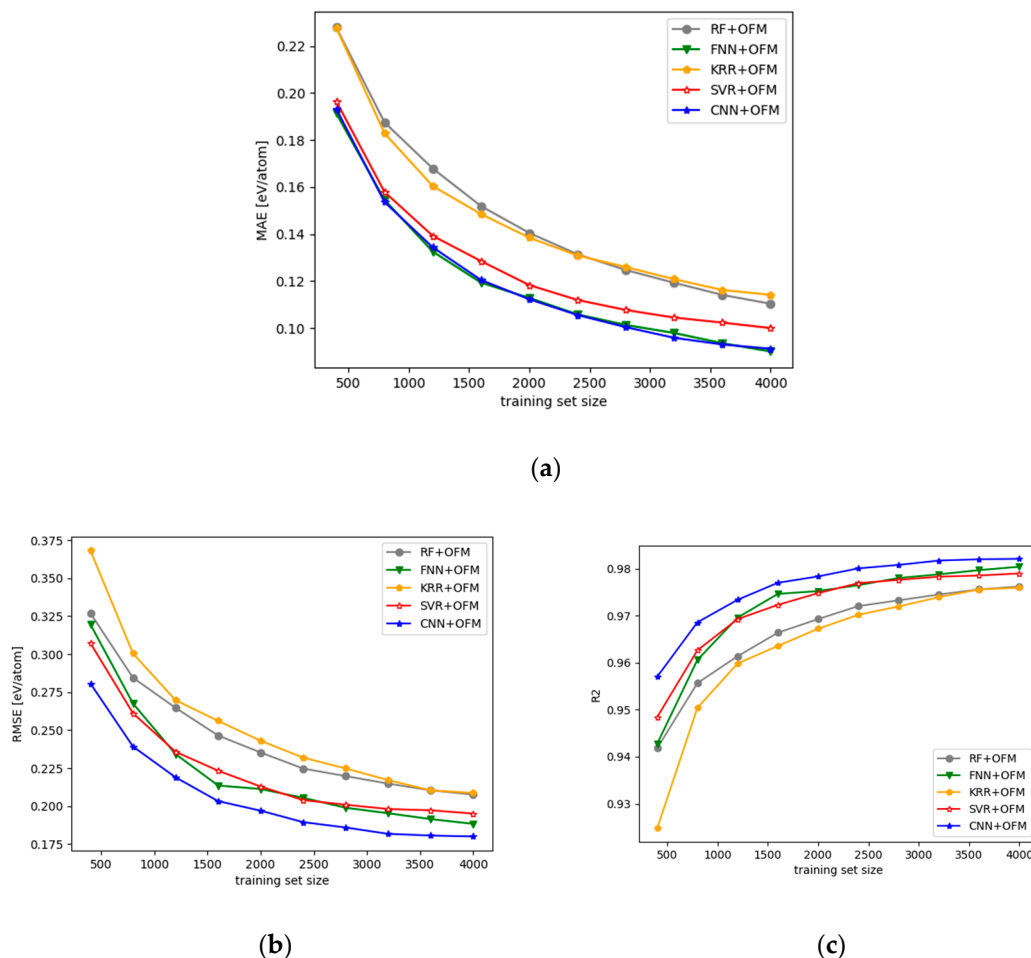 RF+OFM
FNN+OFM
KRR+OFM
SVR+OFM
CNN+OFM
MAE [eV/atom]
0.22
0.20
0.18
0.16
0.14
0.12
0.10
500 1000 1500 2000 2500 3000 3500 4000
training set size
(a)
RF+OFM
FNN+OFM
KRR+OFM
SVR+OFM
CNN+OFM
RMSE [eV/atom]
0.375
0.350
0.325
0.300
0.275
0.250
0.225
0.200
0.175
500 1000 1500 2000 2500 3000 3500 4000
training set size
(b)
R2
0.98
0.97
0.96
0.95
0.94
0.93
RF+OFM
FNN+OFM
KRR+OFM
SVR+OFM
CNN+OFM
500 1000 1500 2000 2500 3000 3500 4000
training set size
(c)